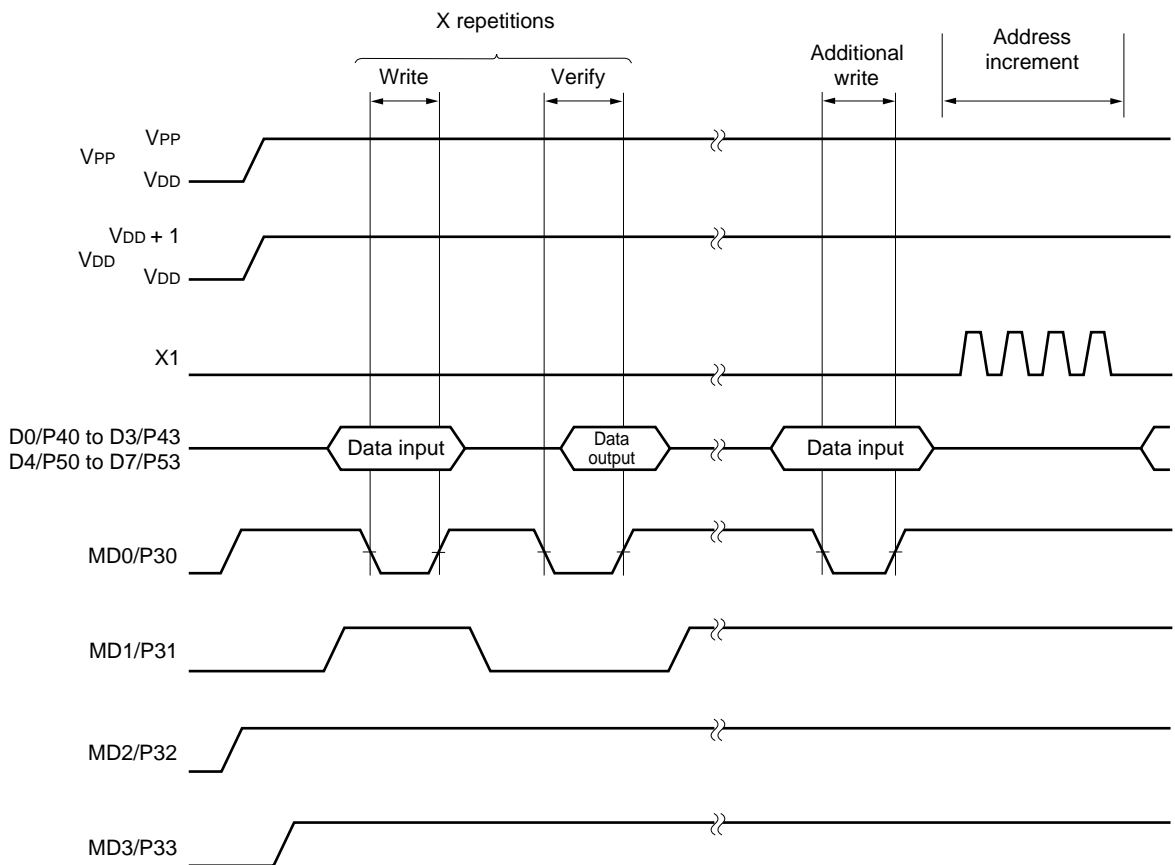 X repetitions
Write
Verify
Additional
write
Address
increment
VPP
VPP
VDD
VDD + 1
VDD
VDD
X1
D0/P40 to D3/P43
D4/P50 to D7/P53
Data input
Data
output
Data input
MD0/P30
MD1/P31
MD2/P32
MD3/P33